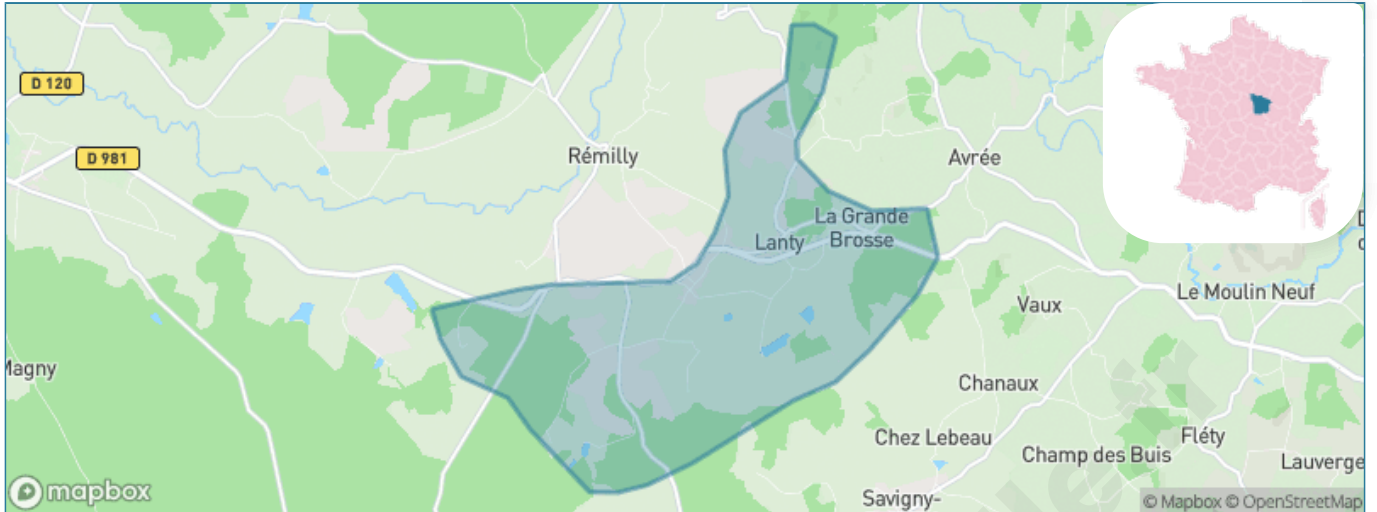 D 120
D 981
Rémilly
Avrée
La Grande
Brosse
Lanty
Le Moulin Neuf
Vaux
Magny
Chanaux
Chez Lebeau
Champ des Buis
Fléty
Lauverge
Savigny-
mapbox
© Mapbox © OpenStreetMap